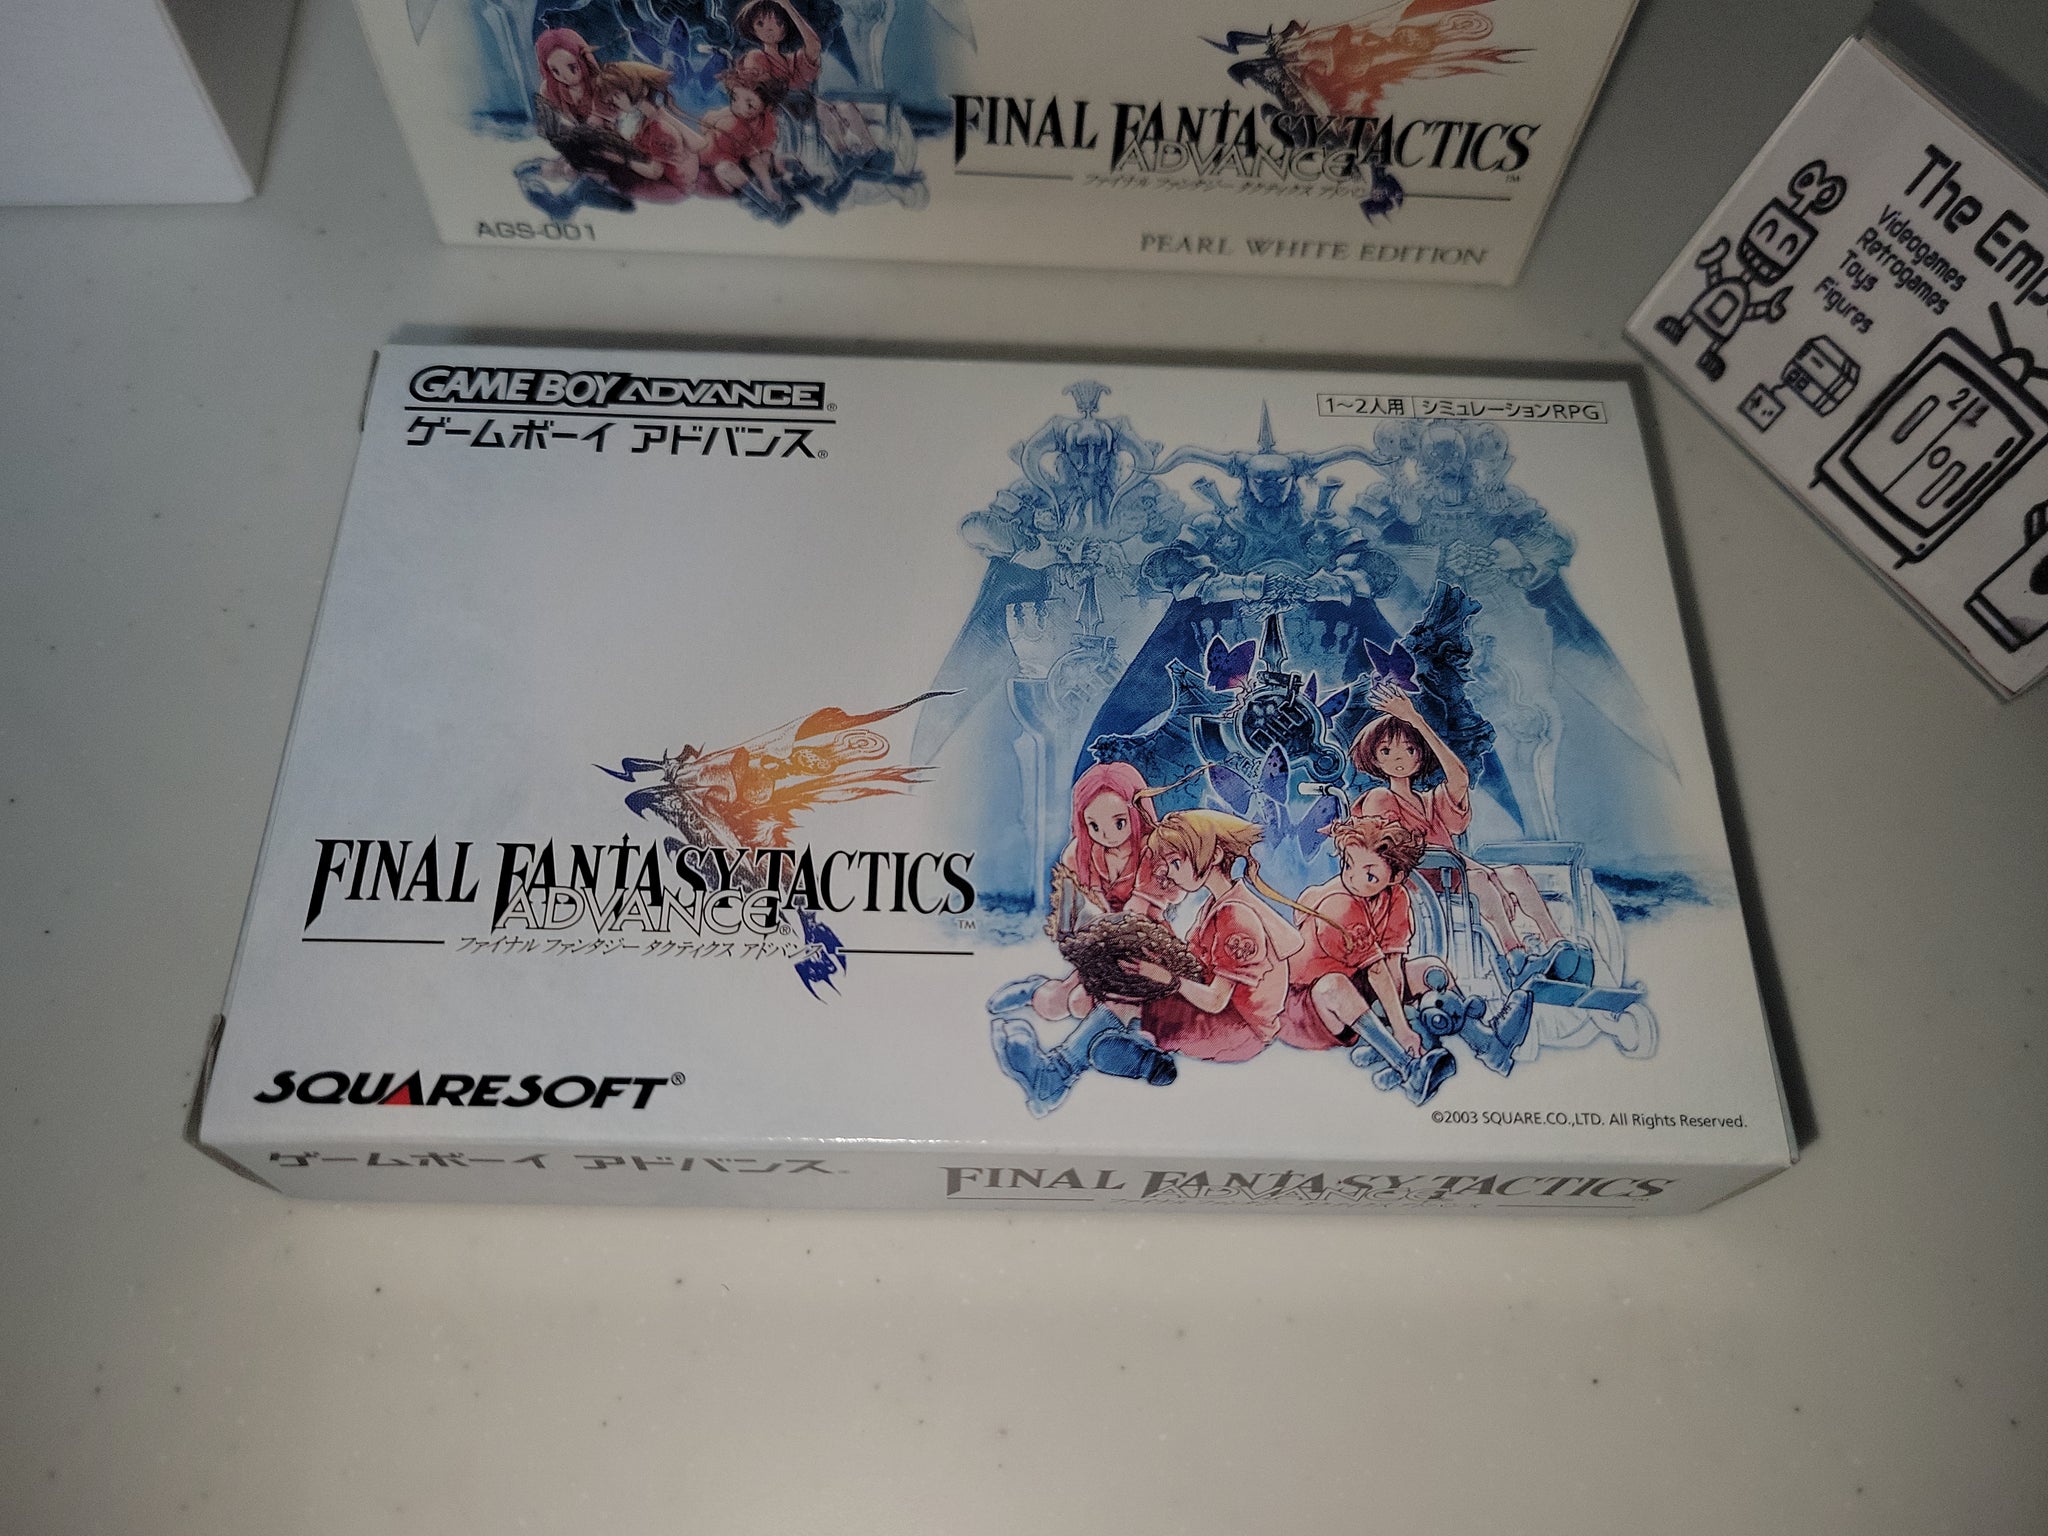 FINAL FANTASY TACTICS
ADVANCE
ファイナル ファンタジー タクティクス アドバンス
TM
AGS-001
PEARL WHITE EDITION
The
Videogames
Retrogames
Toys
Figures
GAME BOY ADVANCE®
ゲームボーイ アドバンス®
1～2人用 シミュレーションRPG
FINAL FANTASY TACTICS
ADVANCE®
TM
ファイナル ファンタジー タクティクス アドバンス
SQUARESOFT®
©2003 SQUARE.CO.,LTD. All Rights Reserved.
ゲームボーイ アドバンス
FINAL FANTASY TACTICS
ADVANCE